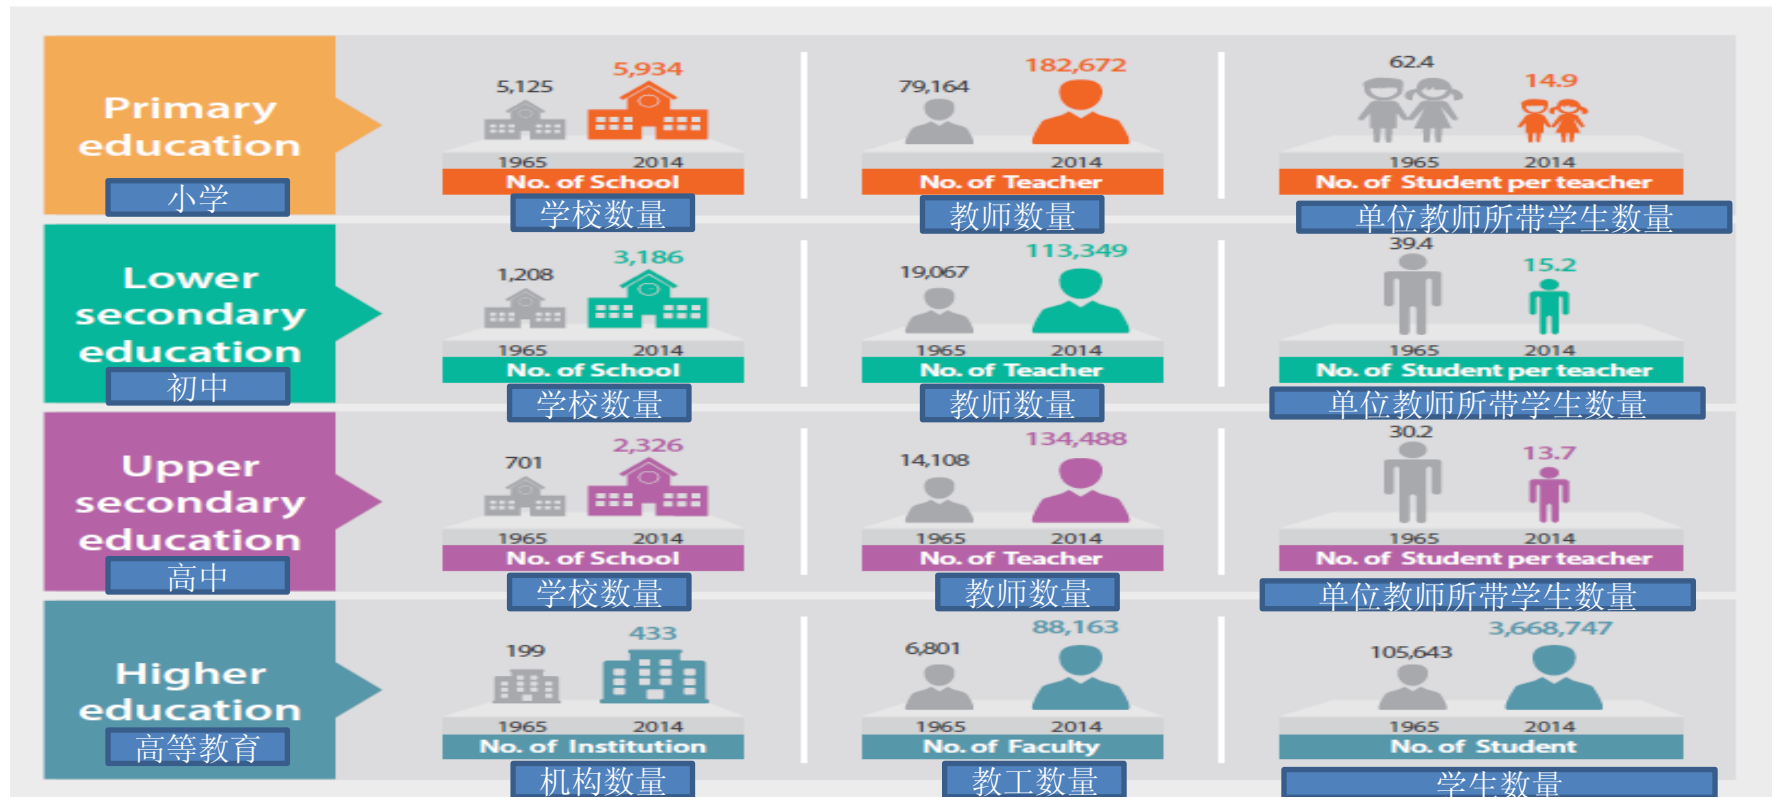 Primary
education
小学
5,125
5,934
1965
2014
No. of School
学校数量
79,164
182,672
2014
No. of Teacher
教师数量
62.4
14.9
1965
2014
No. of Student per teacher
单位教师所带学生数量
Lower
secondary
education
初中
1,208
3,186
1965
2014
No. of School
学校数量
19,067
113,349
1965
2014
No. of Teacher
教师数量
39.4
15.2
1965
2014
No. of Student per teacher
单位教师所带学生数量
Upper
secondary
education
高中
701
2,326
1965
2014
No. of School
学校数量
14,108
134,488
1965
2014
No. of Teacher
教师数量
30.2
13.7
1965
2014
No. of Student per teacher
单位教师所带学生数量
Higher
education
高等教育
199
433
1965
2014
No. of Institution
机构数量
6,801
88,163
1965
2014
No. of Faculty
教工数量
105,643
3,668,747
1965
2014
No. of Student
学生数量